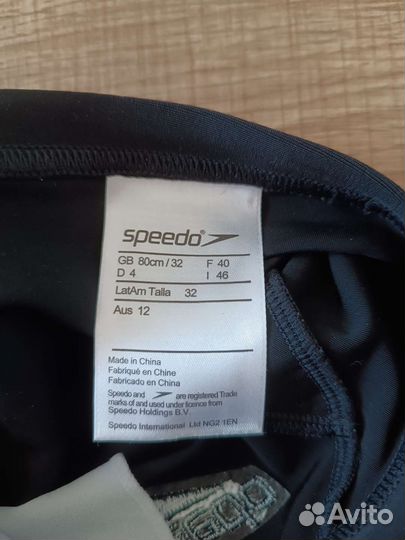 speedo
GB 80cm / 32 F 40
D 4 I 46
LatAm Talla 32
Aus 12
Made in China
Fabriqué en Chine
Fabricado en China
Speedo and are registered Trade
marks of and used under licence from
Speedo Holdings B.V.
Speedo International Ltd NG2 1EN
Avito